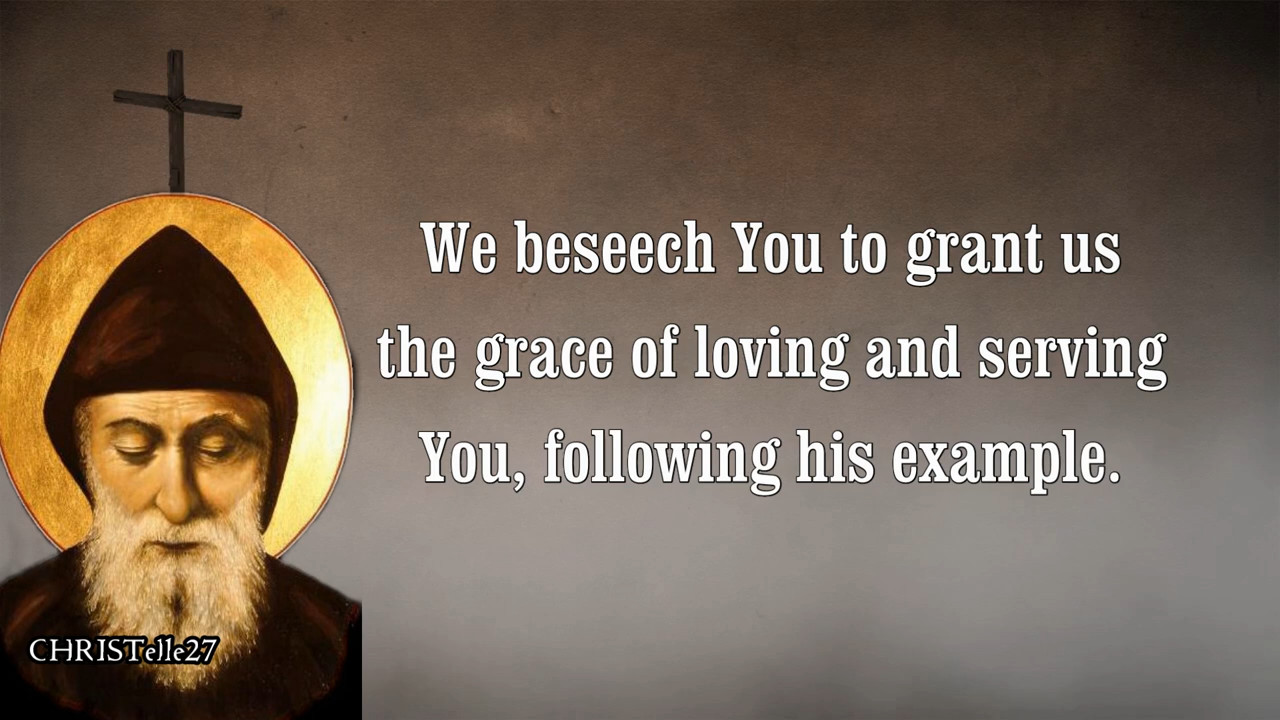 We beseech You to grant us
the grace of loving and serving
You, following his example.
CHRISTelle27